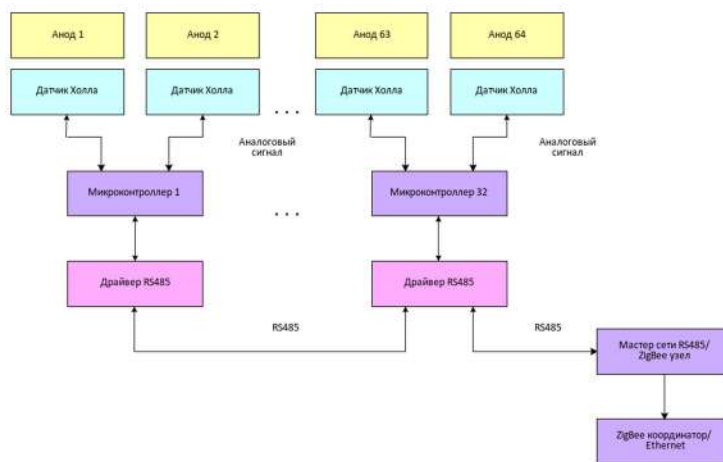 Анод 1
Анод 2
Анод 63
Анод 64
Датчик Холла
Датчик Холла
. . .
Датчик Холла
Датчик Холла
Аналоговый
сигнал
Аналоговый
сигнал
Микроконтроллер 1
. . .
Микроконтроллер 32
Драйвер RS485
Драйвер RS485
RS485
RS485
Мастер сети RS485/
ZigBee узел
ZigBee координатор/
Ethernet